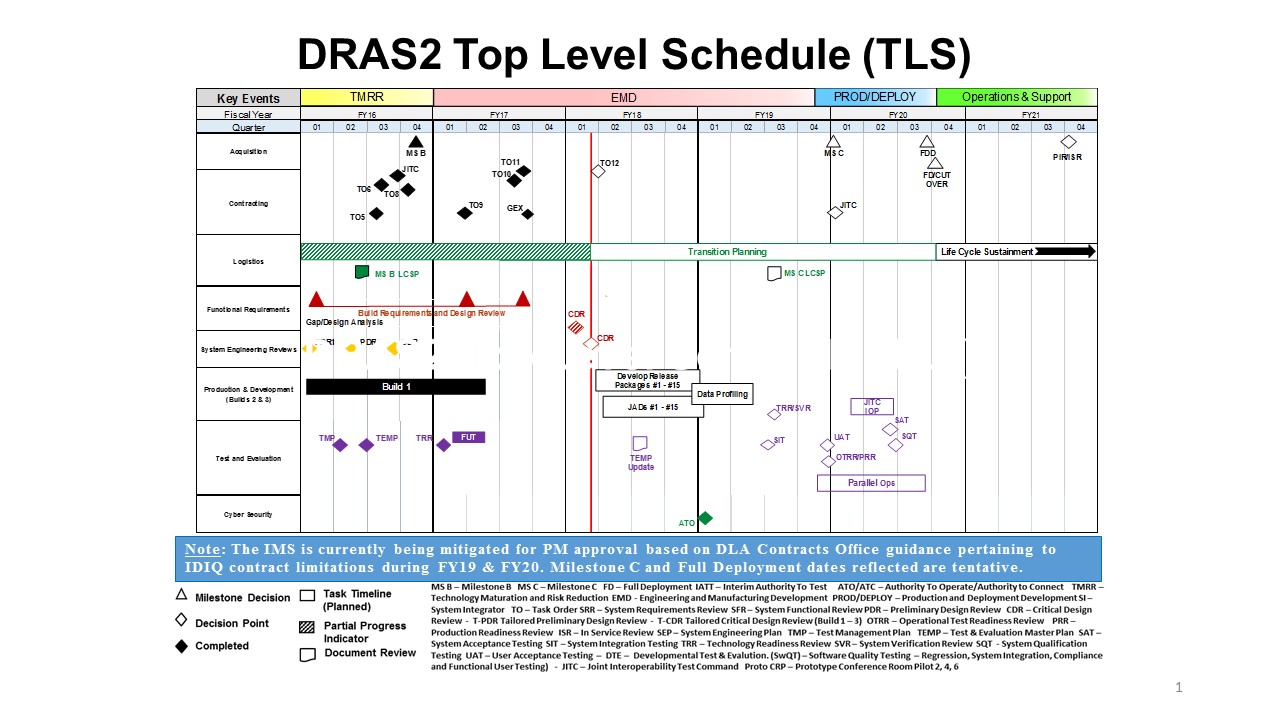 DRAS2 Top Level Schedule (TLS)
Key Events TMRR EMD PROD/DEPLOY Operations & Support
Fiscal Year FY16 FY17 FY18 FY19 FY20 FY21
Quarter 01 02 03 04 01 02 03 04 01 02 03 04 01 02 03 04 01 02 03 04 01 02 03 04
Acquisition
MS B
MS C
FDD
PIR/ISR
FD/CUT
OVER
Contracting
JITC
TO6
TO8
TO5
TO11
TO10
TO9
GEX
TO12
JITC
Logistics
Transition Planning
Life Cycle Sustainment
MS B LCSP
MS C LCSP
Functional Requirements
Build Requirements and Design Review
Gap/Design Analysis
CDR
System Engineering Reviews
PDR
CDR
Production & Development
(Builds 2 & 3)
Build 1
Develop Release
Packages #1 - #15
JADs #1 - #15
Data Profiling
TRR/SVR
JITC
IOP
Test and Evaluation
TMP
TEMP
TRR
FUT
TEMP
Update
SIT
UAT
OTRR/PRR
SAT
SQT
Parallel Ops
Cyber Security
ATO
Note: The IMS is currently being mitigated for PM approval based on DLA Contracts Office guidance pertaining to
IDIQ contract limitations during FY19 & FY20. Milestone C and Full Deployment dates reflected are tentative.
Milestone Decision
Decision Point
Completed
Task Timeline
(Planned)
Partial Progress
Indicator
Document Review
MS B – Milestone B MS C – Milestone C FD – Full Deployment IATT – Interim Authority To Test ATO/ATC – Authority To Operate/Authority to Connect TMRR –
Technology Maturation and Risk Reduction EMD - Engineering and Manufacturing Development PROD/DEPLOY – Production and Deployment Development SI –
System Integrator TO – Task Order SRR – System Requirements Review SFR – System Functional Review PDR – Preliminary Design Review CDR – Critical Design
Review - T-PDR Tailored Preliminary Design Review - T-CDR Tailored Critical Design Review (Build 1 – 3) OTRR – Operational Test Readiness Review PRR –
Production Readiness Review ISR – In Service Review SEP – System Engineering Plan TMP – Test Management Plan TEMP – Test & Evaluation Master Plan SAT –
System Acceptance Testing SIT – System Integration Testing TRR – Technology Readiness Review SVR – System Verification Review SQT - System Qualification
Testing UAT – User Acceptance Testing – DTE – Developmental Test & Evalution. (SwQT) – Software Quality Testing – Regression, System Integration, Compliance
and Functional User Testing) - JITC – Joint Interoperability Test Command Proto CRP – Prototype Conference Room Pilot 2, 4, 6
1